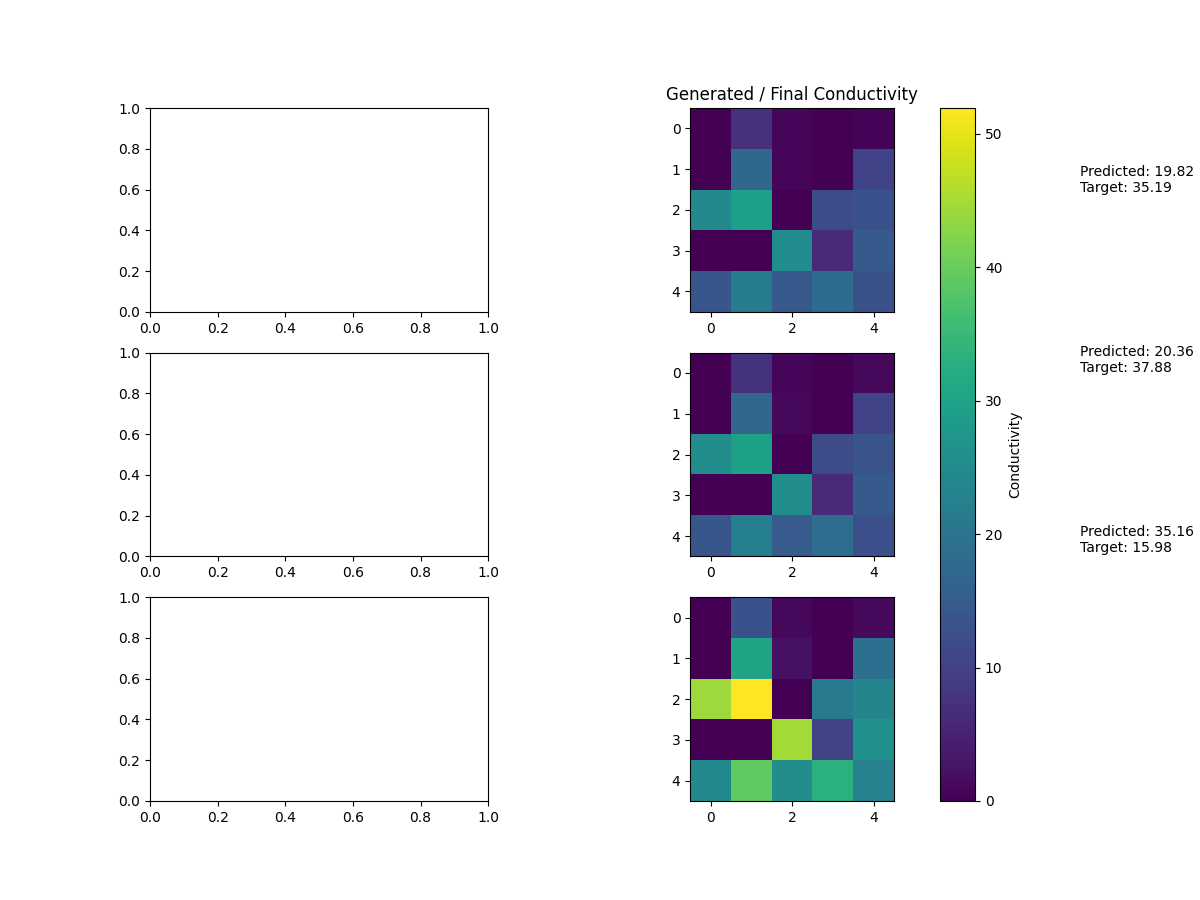 Generated / Final Conductivity
1.0
0.8
0.6
0.4
0.2
0.0
0.0 0.2 0.4 0.6 0.8 1.0
0
1
2
3
4
0 2 4
1.0
0.8
0.6
0.4
0.2
0.0
0.0 0.2 0.4 0.6 0.8 1.0
0
1
2
3
4
0 2 4
1.0
0.8
0.6
0.4
0.2
0.0
0.0 0.2 0.4 0.6 0.8 1.0
0
1
2
3
4
0 2 4
50
40
30
20
10
0
Conductivity
Predicted: 19.82
Target: 35.19
Predicted: 20.36
Target: 37.88
Predicted: 35.16
Target: 15.98